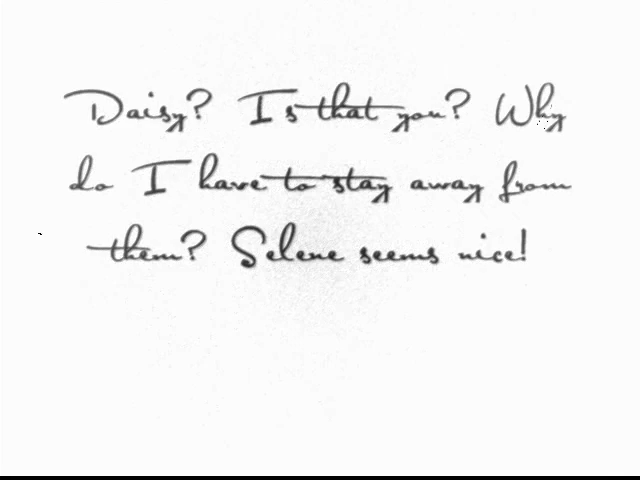 Daisy? Is that you? Why
do I have to stay away from
them? Selene seems nice!